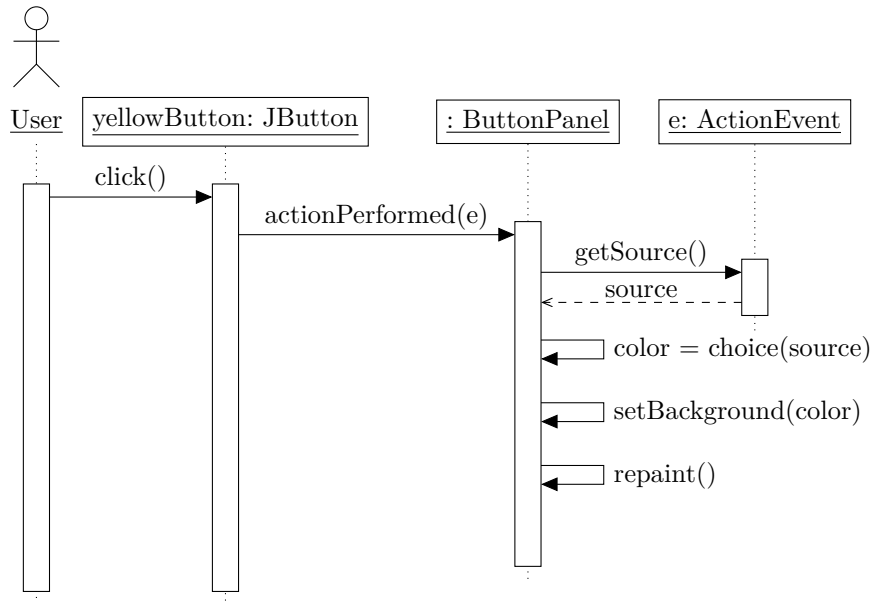 User
yellowButton: JButton
: ButtonPanel
e: ActionEvent
click()
actionPerformed(e)
getSource()
source
color = choice(source)
setBackground(color)
repaint()